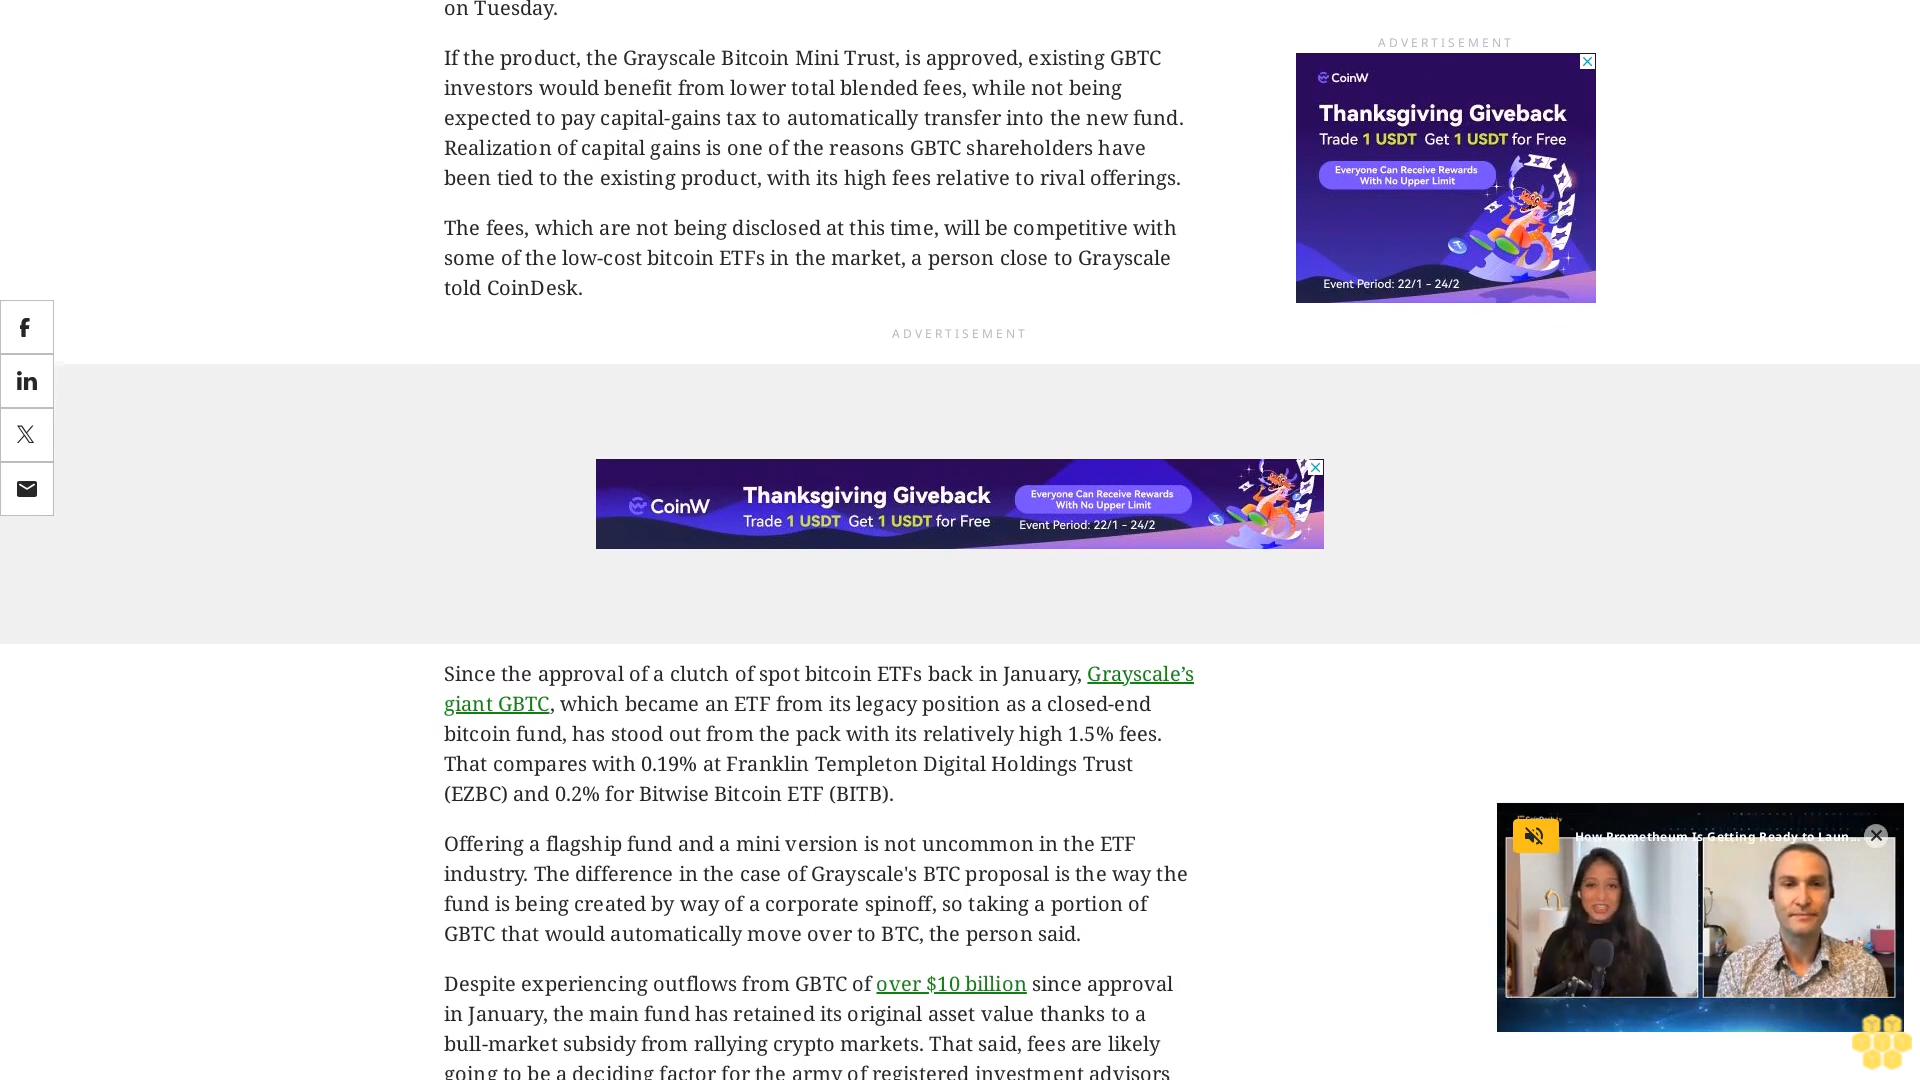 on Tuesday.
If the product, the Grayscale Bitcoin Mini Trust, is approved, existing GBTC
investors would benefit from lower total blended fees, while not being
expected to pay capital-gains tax to automatically transfer into the new fund.
Realization of capital gains is one of the reasons GBTC shareholders have
been tied to the existing product, with its high fees relative to rival offerings.
The fees, which are not being disclosed at this time, will be competitive with
some of the low-cost bitcoin ETFs in the market, a person close to Grayscale
told CoinDesk.
ADVERTISEMENT
CoinW
Thanksgiving Giveback
Trade 1 USDT Get 1 USDT for Free
Everyone Can Receive Rewards
With No Upper Limit
Event Period: 22/1 - 24/2
ADVERTISEMENT
CoinW
Thanksgiving Giveback
Trade 1 USDT Get 1 USDT for Free
Everyone Can Receive Rewards
With No Upper Limit
Event Period: 22/1 - 24/2
Since the approval of a clutch of spot bitcoin ETFs back in January, Grayscale’s
giant GBTC, which became an ETF from its legacy position as a closed-end
bitcoin fund, has stood out from the pack with its relatively high 1.5% fees.
That compares with 0.19% at Franklin Templeton Digital Holdings Trust
(EZBC) and 0.2% for Bitwise Bitcoin ETF (BITB).
Offering a flagship fund and a mini version is not uncommon in the ETF
industry. The difference in the case of Grayscale's BTC proposal is the way the
fund is being created by way of a corporate spinoff, so taking a portion of
GBTC that would automatically move over to BTC, the person said.
Despite experiencing outflows from GBTC of over $10 billion since approval
in January, the main fund has retained its original asset value thanks to a
bull-market subsidy from rallying crypto markets. That said, fees are likely
going to be a deciding factor for the army of registered investment advisors
How Prometheum Is Getting Ready to Laun...